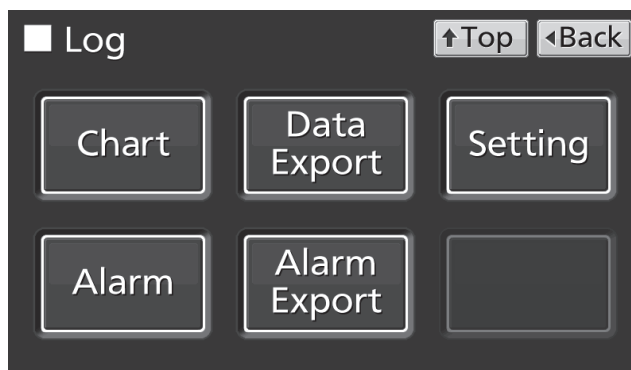 Log
↑Top
◂Back
Chart
Data
Export
Setting
Alarm
Alarm
Export